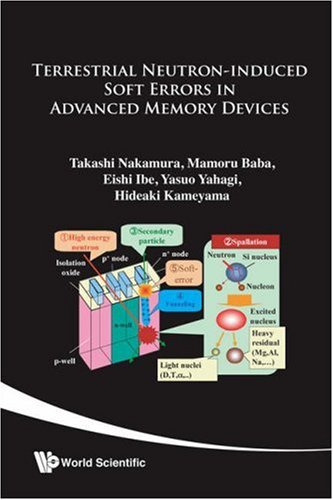 TERRESTRIAL NEUTRON-INDUCED
SOFT ERRORS IN
ADVANCED MEMORY DEVICES
Takashi Nakamura, Mamoru Baba,
Eishi Ibe, Yasuo Yahagi,
Hideaki Kameyama
①High energy
neutron
③Secondary
particle
②Spallation
p⁺ node
n⁺ node
Isolation
oxide
⑤Soft-
error
④
Funneling
n-well
p-well
Neutron
Si nucleus
Nucleon
Excited
nucleus
Heavy
residual
(Mg,Al,
Na,…)
Light nuclei
(D,T,α,..)
World Scientific